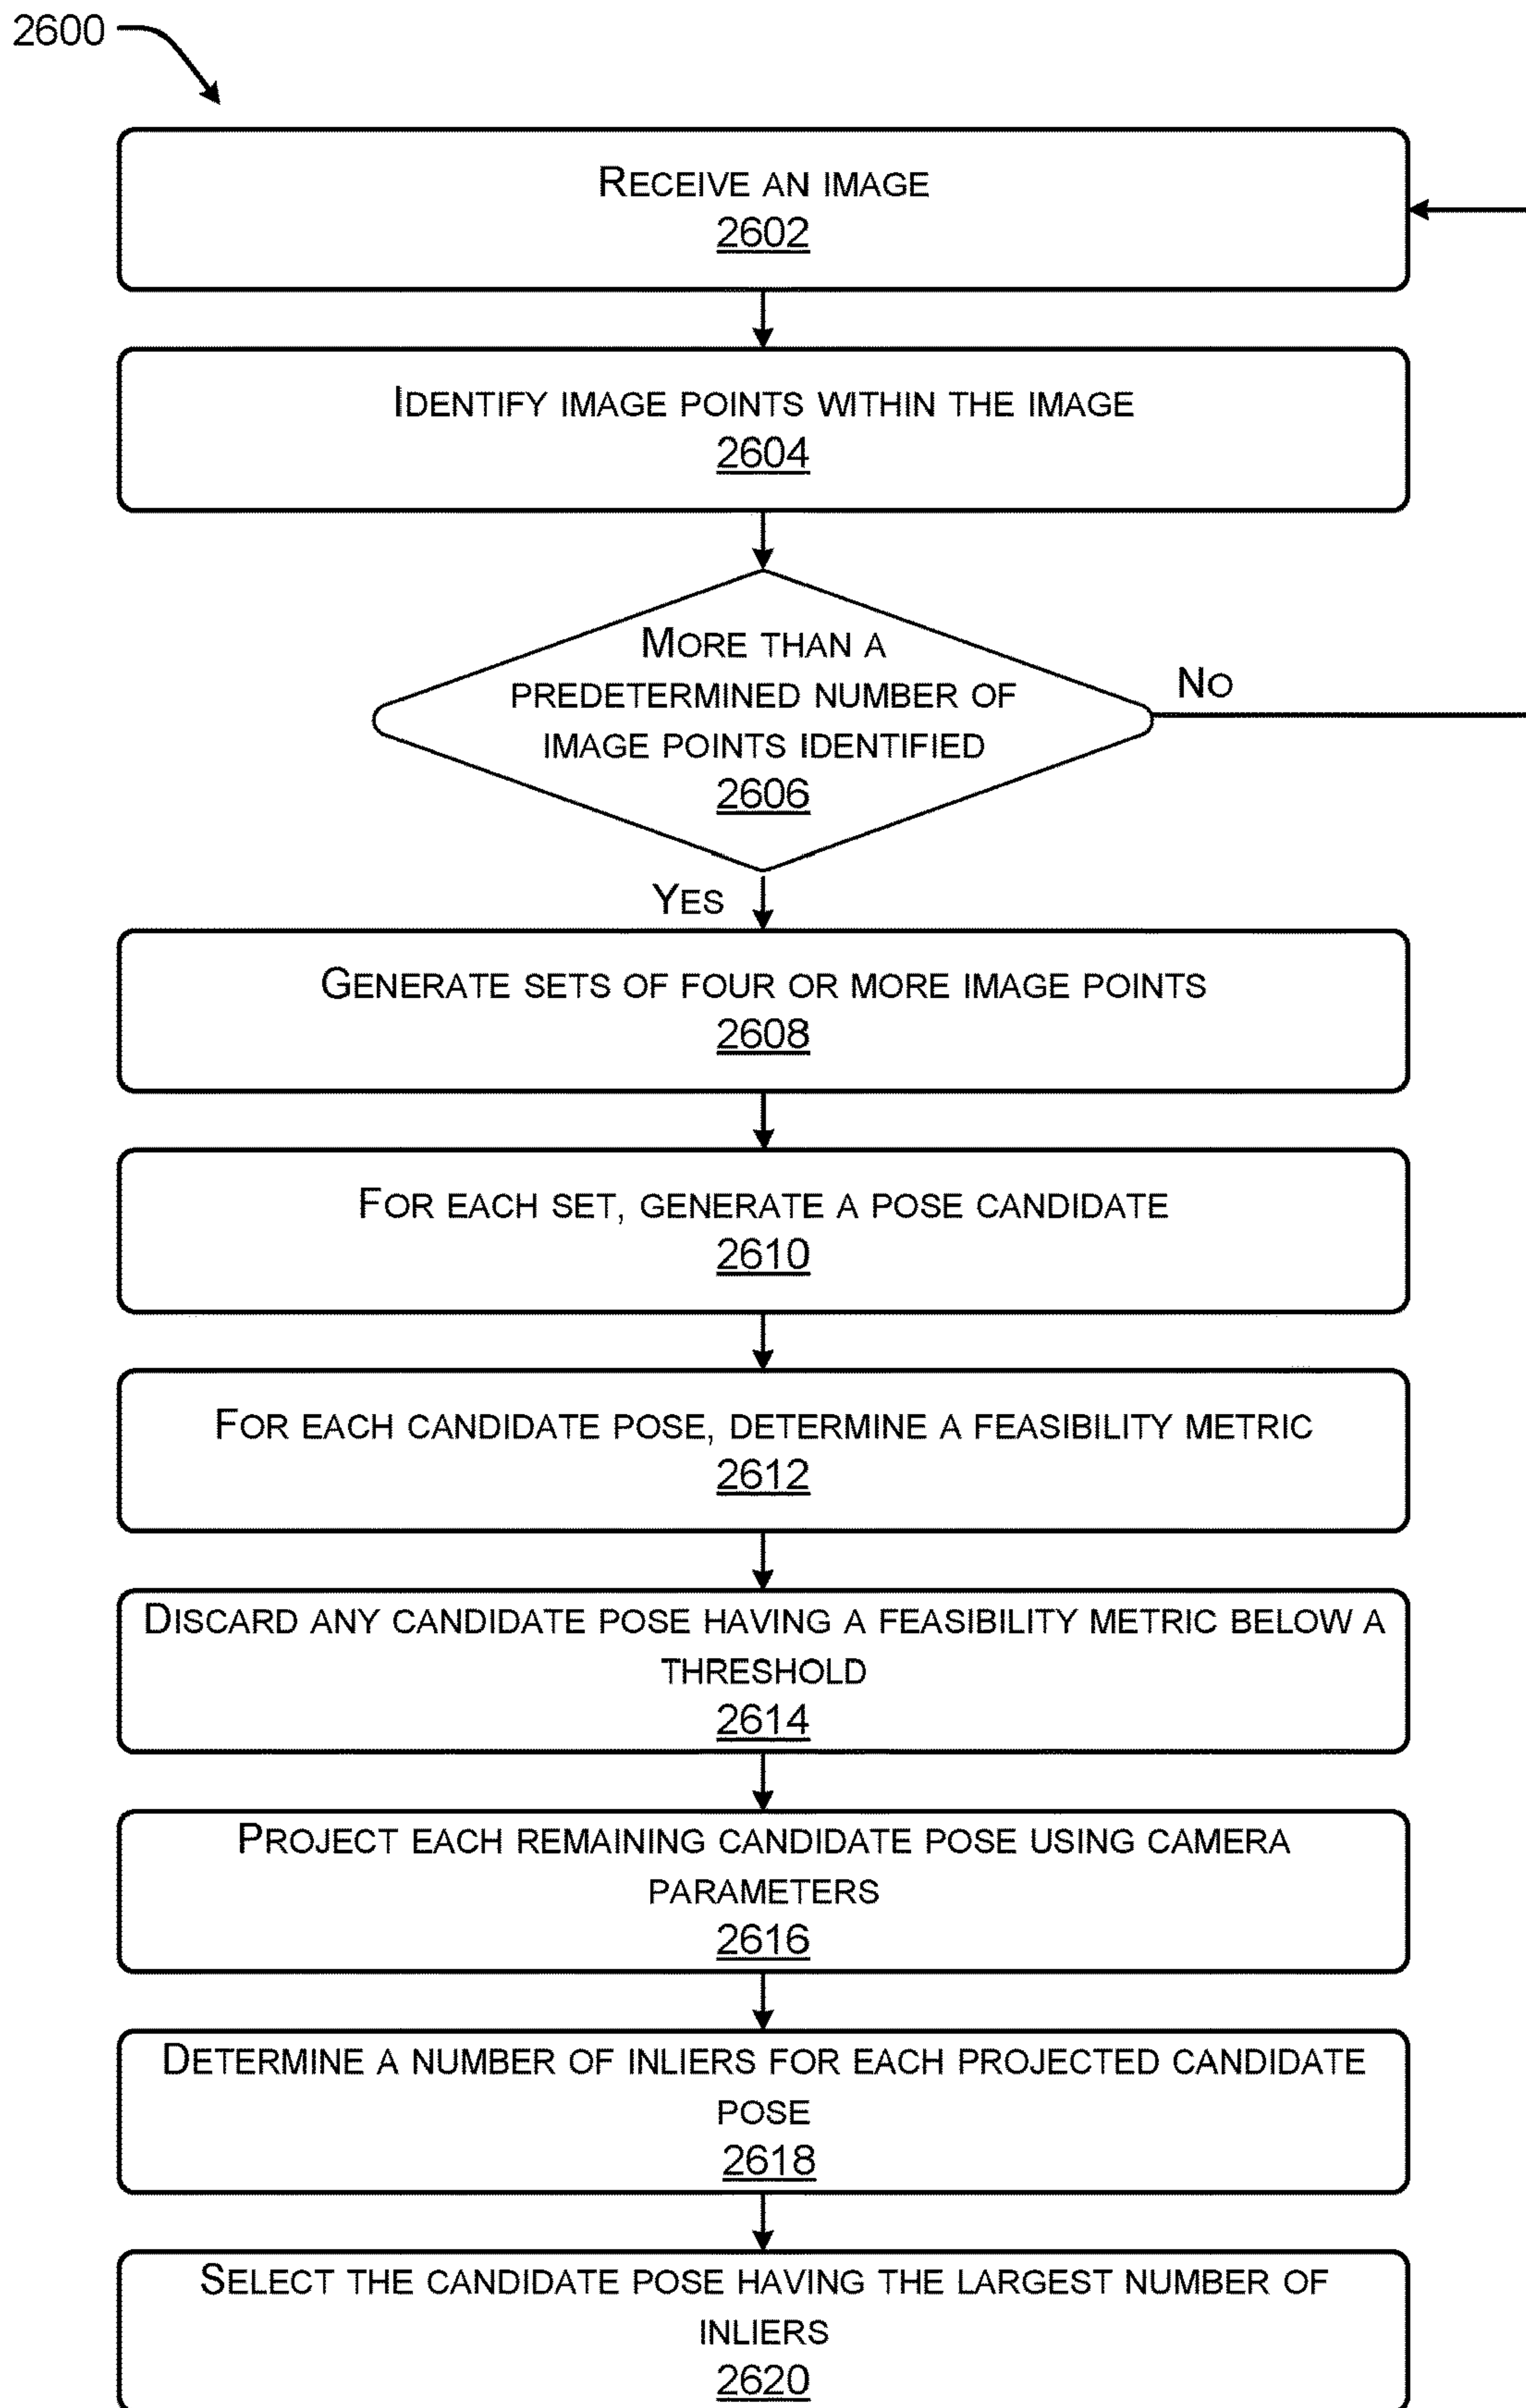 2600
RECEIVE AN IMAGE
2602
IDENTIFY IMAGE POINTS WITHIN THE IMAGE
2604
MORE THAN A
PREDETERMINED NUMBER OF
IMAGE POINTS IDENTIFIED
2606
NO
YES
GENERATE SETS OF FOUR OR MORE IMAGE POINTS
2608
FOR EACH SET, GENERATE A POSE CANDIDATE
2610
FOR EACH CANDIDATE POSE, DETERMINE A FEASIBILITY METRIC
2612
DISCARD ANY CANDIDATE POSE HAVING A FEASIBILITY METRIC BELOW A
THRESHOLD
2614
PROJECT EACH REMAINING CANDIDATE POSE USING CAMERA
PARAMETERS
2616
DETERMINE A NUMBER OF INLIERS FOR EACH PROJECTED CANDIDATE
POSE
2618
SELECT THE CANDIDATE POSE HAVING THE LARGEST NUMBER OF
INLIERS
2620